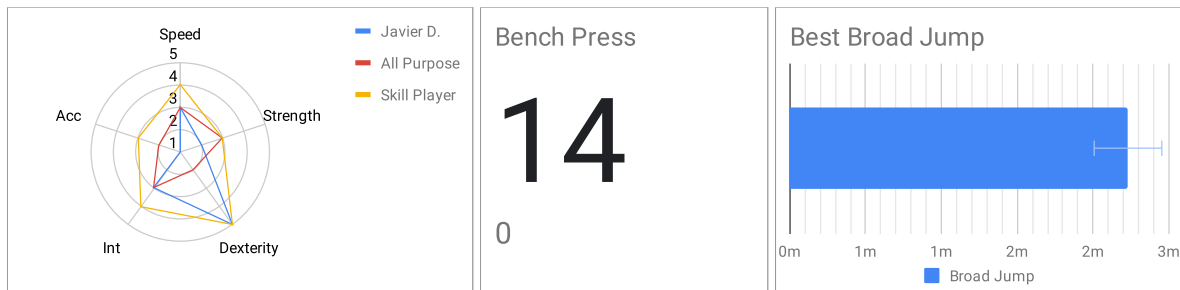 Speed
5
4
3
2
1
Acc
Strength
Int
Dexterity
Javier D.
All Purpose
Skill Player
Bench Press
14
0
Best Broad Jump
0m 1m 1m 2m 2m 3m
Broad Jump